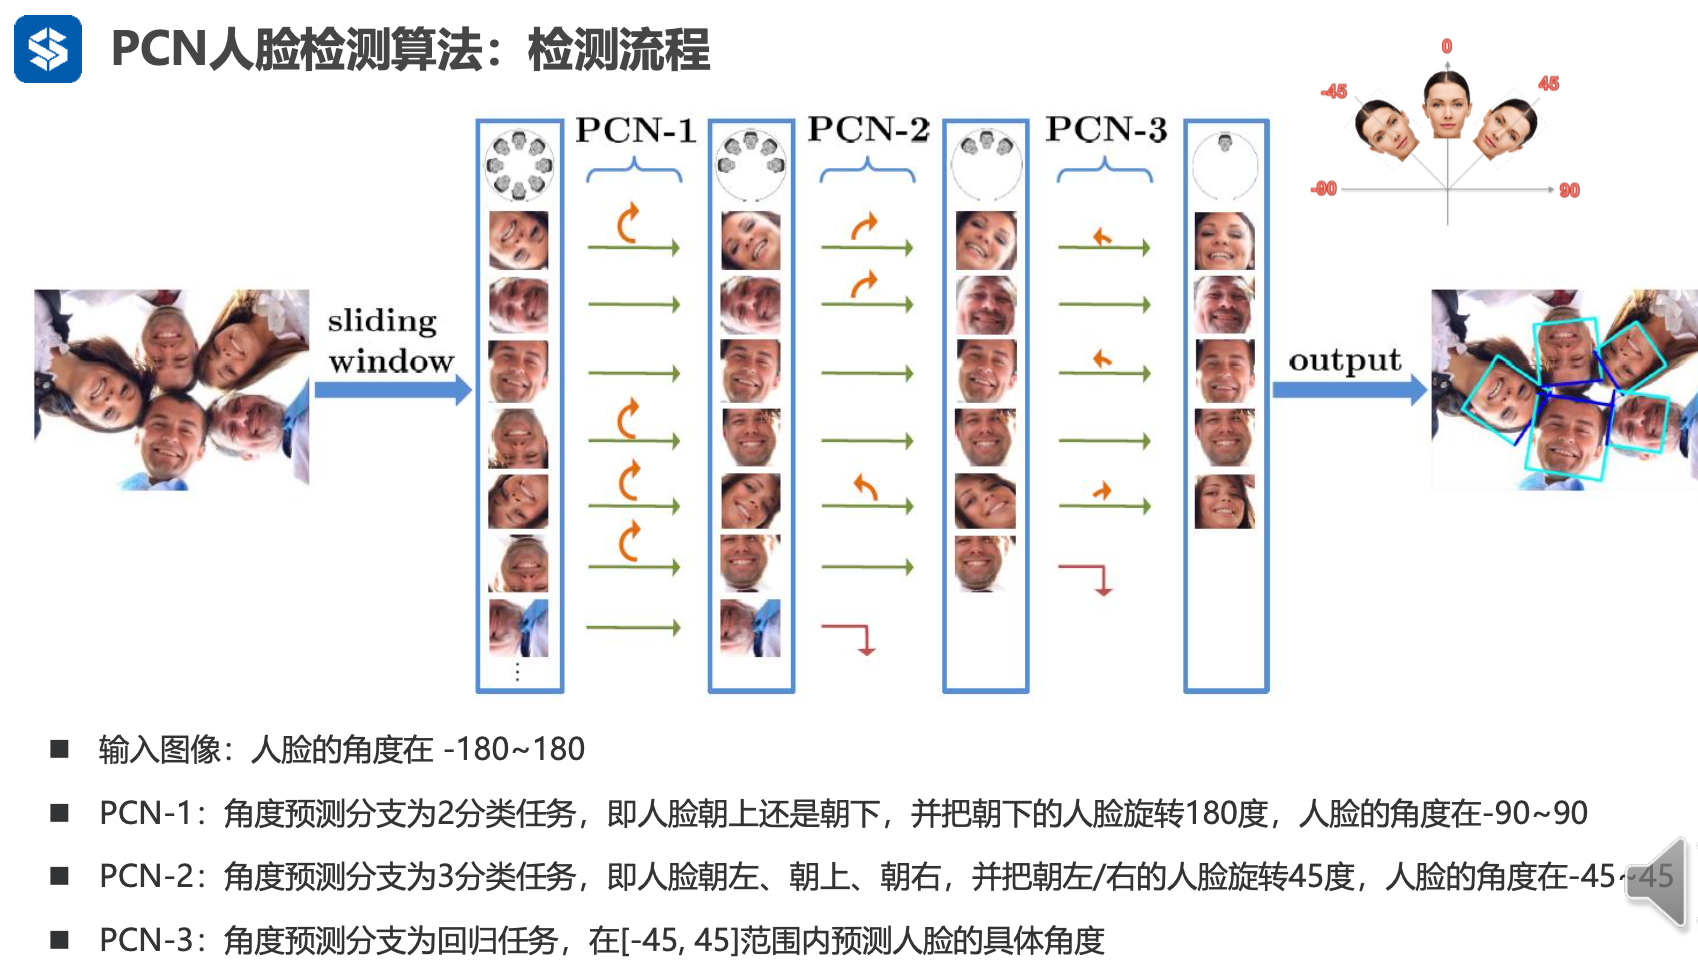 PCN人脸检测算法：检测流程
0
-45
45
-90
90
PCN-1
PCN-2
PCN-3
sliding
window
output
⋮
■ 输入图像：人脸的角度在 -180~180
■ PCN-1：角度预测分支为2分类任务，即人脸朝上还是朝下，并把朝下的人脸旋转180度，人脸的角度在-90~90
■ PCN-2：角度预测分支为3分类任务，即人脸朝左、朝上、朝右，并把朝左/右的人脸旋转45度，人脸的角度在-45~45
■ PCN-3：角度预测分支为回归任务，在[-45, 45]范围内预测人脸的具体角度